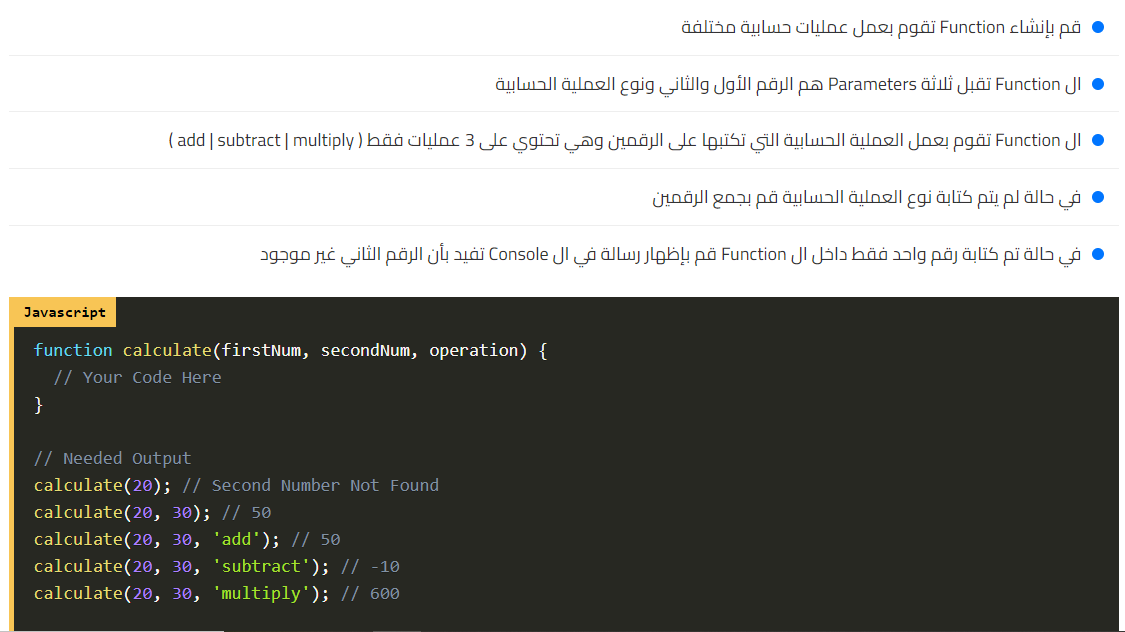 قم بإنشاء Function تقوم بعمل عمليات حسابية مختلفة
ال Function تقبل ثلاثة Parameters هم الرقم الأول والثاني ونوع العملية الحسابية
ال Function تقوم بعمل العملية الحسابية التي تكتبها على الرقمين وهي تحتوي على 3 عمليات فقط ( add | subtract | multiply )
في حالة لم يتم كتابة نوع العملية الحسابية قم بجمع الرقمين
في حالة تم كتابة رقم واحد فقط داخل ال Function قم بإظهار رسالة في ال Console تفيد بأن الرقم الثاني غير موجود
Javascript
function calculate(firstNum, secondNum, operation) {
  // Your Code Here
}
// Needed Output
calculate(20); // Second Number Not Found
calculate(20, 30); // 50
calculate(20, 30, 'add'); // 50
calculate(20, 30, 'subtract'); // -10
calculate(20, 30, 'multiply'); // 600